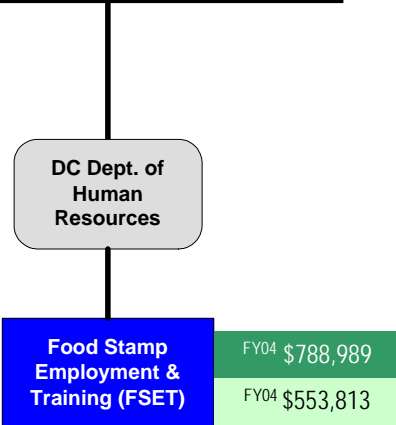 DC Dept. of
Human
Resources
Food Stamp
Employment &
Training (FSET)
FY04 $788,989
FY04 $553,813